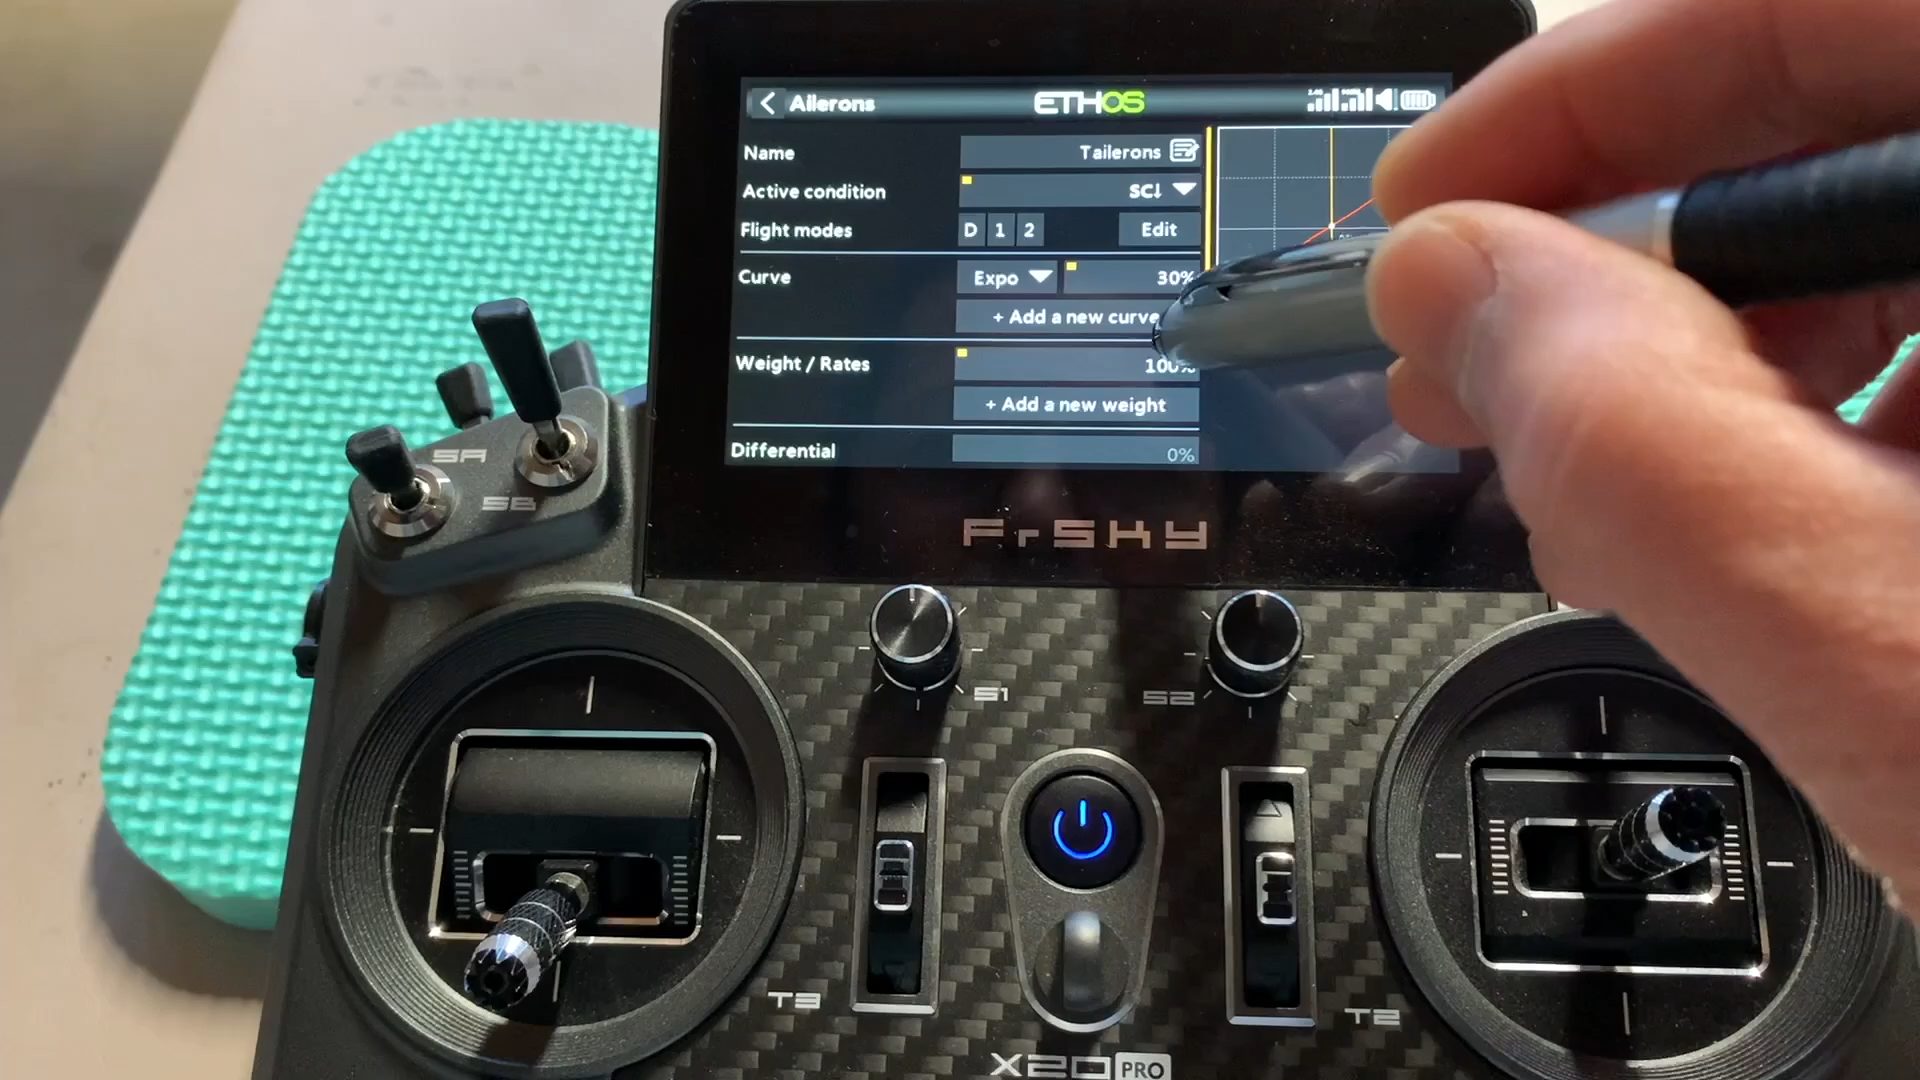 Ailerons ETHOS
Name Tailerons
Active condition SC↓
Flight modes D 1 2 Edit
Curve Expo 30%
+ Add a new curve
Weight / Rates 100%
+ Add a new weight
Differential 0%
FrSKY
SA
SB
S1
S2
T3
T2
X20 PRO